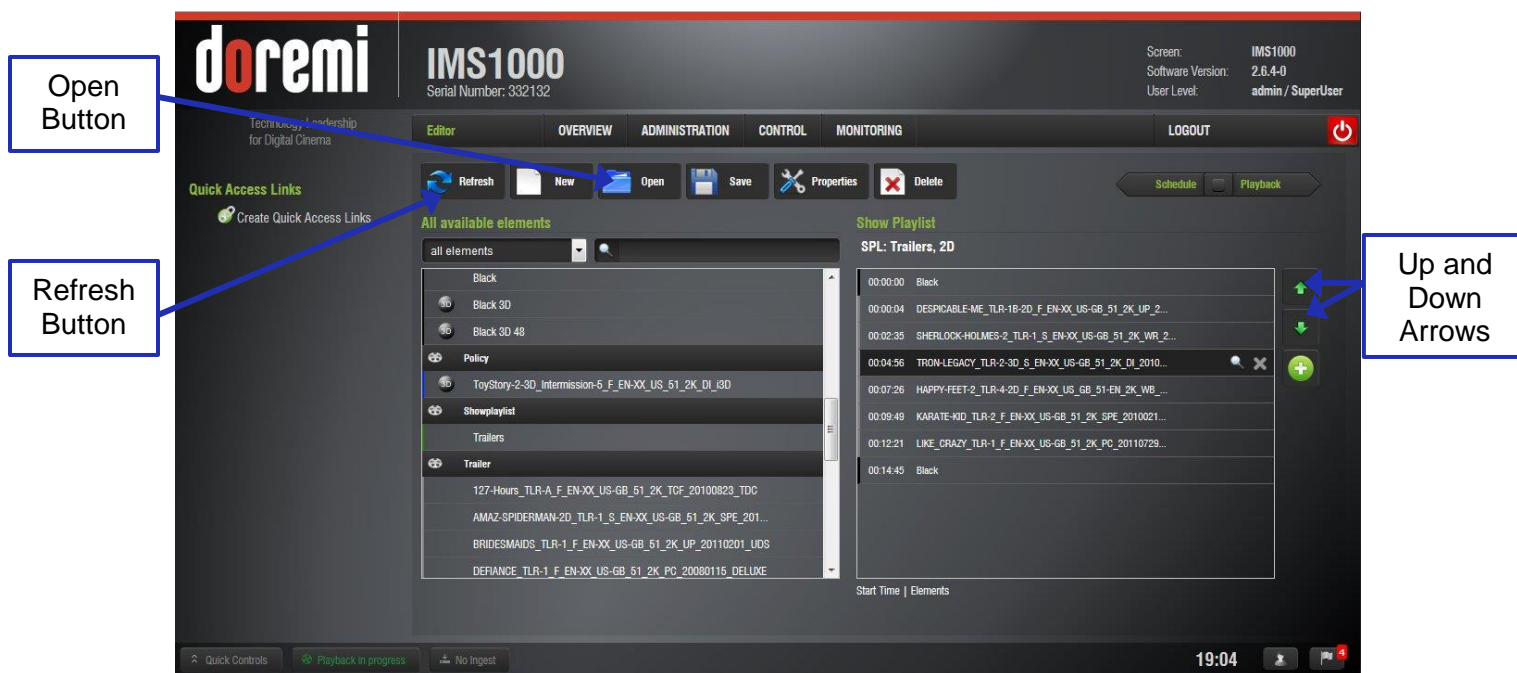 Open
Button
Refresh
Button
Up and
Down
Arrows
doremi
Technology Leadership
for Digital Cinema
IMS1000
Serial Number: 332132
Screen: IMS1000
Software Version: 2.6.4-0
User Level: admin / SuperUser
Editor OVERVIEW ADMINISTRATION CONTROL MONITORING LOGOUT
Quick Access Links
Create Quick Access Links
Refresh New Open Save Properties Delete
Schedule Playback
All available elements
all elements
Black
3D Black 3D
3D Black 3D 48
Policy
3D ToyStory-2-3D_Intermission-5_F_EN-XX_US_51_2K_DI_i3D
Showplaylist
Trailers
Trailer
127-Hours_TLR-A_F_EN-XX_US-GB_51_2K_TCF_20100823_TDC
AMAZ-SPIDERMAN-2D_TLR-1_S_EN-XX_US-GB_51_2K_SPE_201...
BRIDESMAIDS_TLR-1_F_EN-XX_US-GB_51_2K_UP_20110201_UDS
DEFIANCE_TLR-1_F_EN-XX_US-GB_51_2K_PC_20080115_DELUXE
Show Playlist
SPL: Trailers, 2D
00:00:00 Black
00:00:04 DESPICABLE-ME_TLR-1B-2D_F_EN-XX_US-GB_51_2K_UP_2...
00:02:35 SHERLOCK-HOLMES-2_TLR-1_S_EN-XX_US-GB_51_2K_WR_2...
00:04:56 TRON-LEGACY_TLR-2-3D_S_EN-XX_US-GB_51_2K_DI_2010...
00:07:26 HAPPY-FEET-2_TLR-4-2D_F_EN-XX_US_GB_51-EN_2K_WB_...
00:09:49 KARATE-KID_TLR-2_F_EN-XX_US-GB_51_2K_SPE_2010021...
00:12:21 LIKE_CRAZY_TLR-1_F_EN-XX_US-GB_51_2K_PC_20110729...
00:14:45 Black
Start Time | Elements
Quick Controls Playback in progress No Ingest 19:04 4